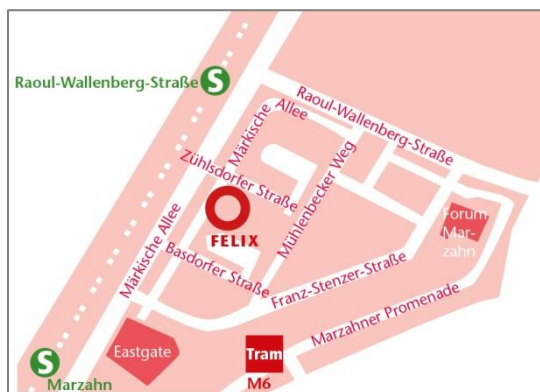 S
Raoul-Wallenberg-Straße
Raoul-Wallenberg-Straße
Märkische
Allee
Zühlsdorfer Straße
Mühlenbecker Weg
FELIX
Forum
Mar-
zahn
Märkische Allee
Basdorfer Straße
Franz-Stenzer-Straße
Marzahner Promenade
Eastgate
Tram
M6
S
Marzahn